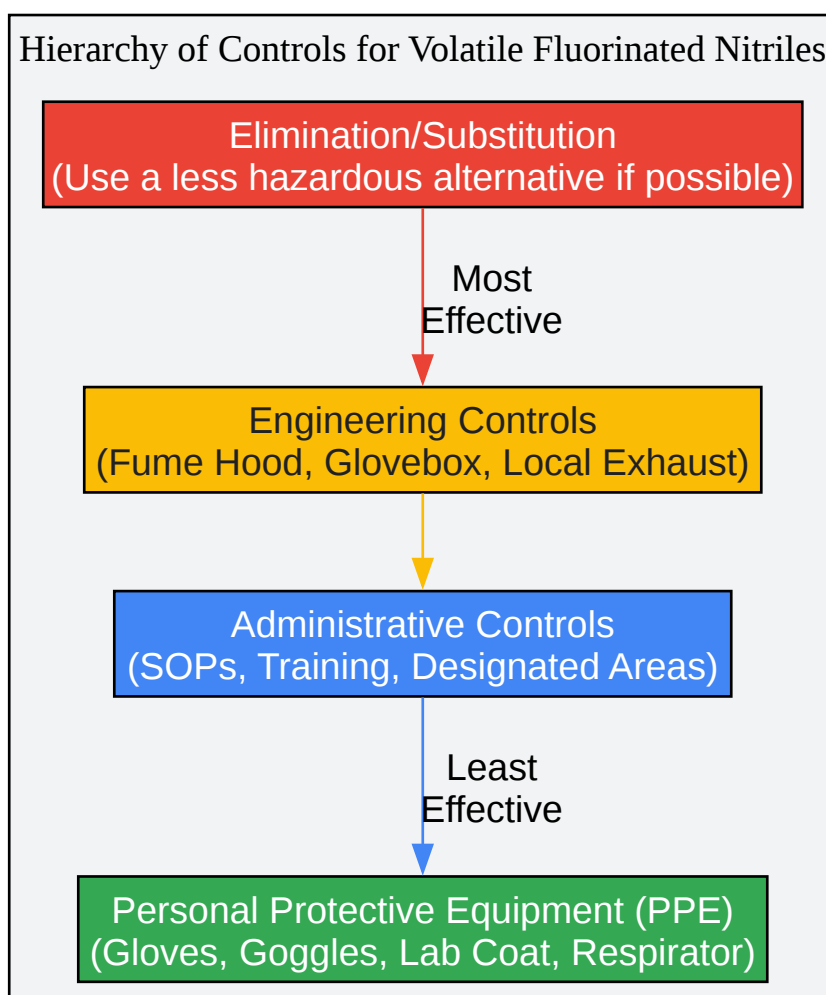 Hierarchy of Controls for Volatile Fluorinated Nitriles
Elimination/Substitution
(Use a less hazardous alternative if possible)
Most
Effective
Engineering Controls
(Fume Hood, Glovebox, Local Exhaust)
Administrative Controls
(SOPs, Training, Designated Areas)
Least
Effective
Personal Protective Equipment (PPE)
(Gloves, Goggles, Lab Coat, Respirator)